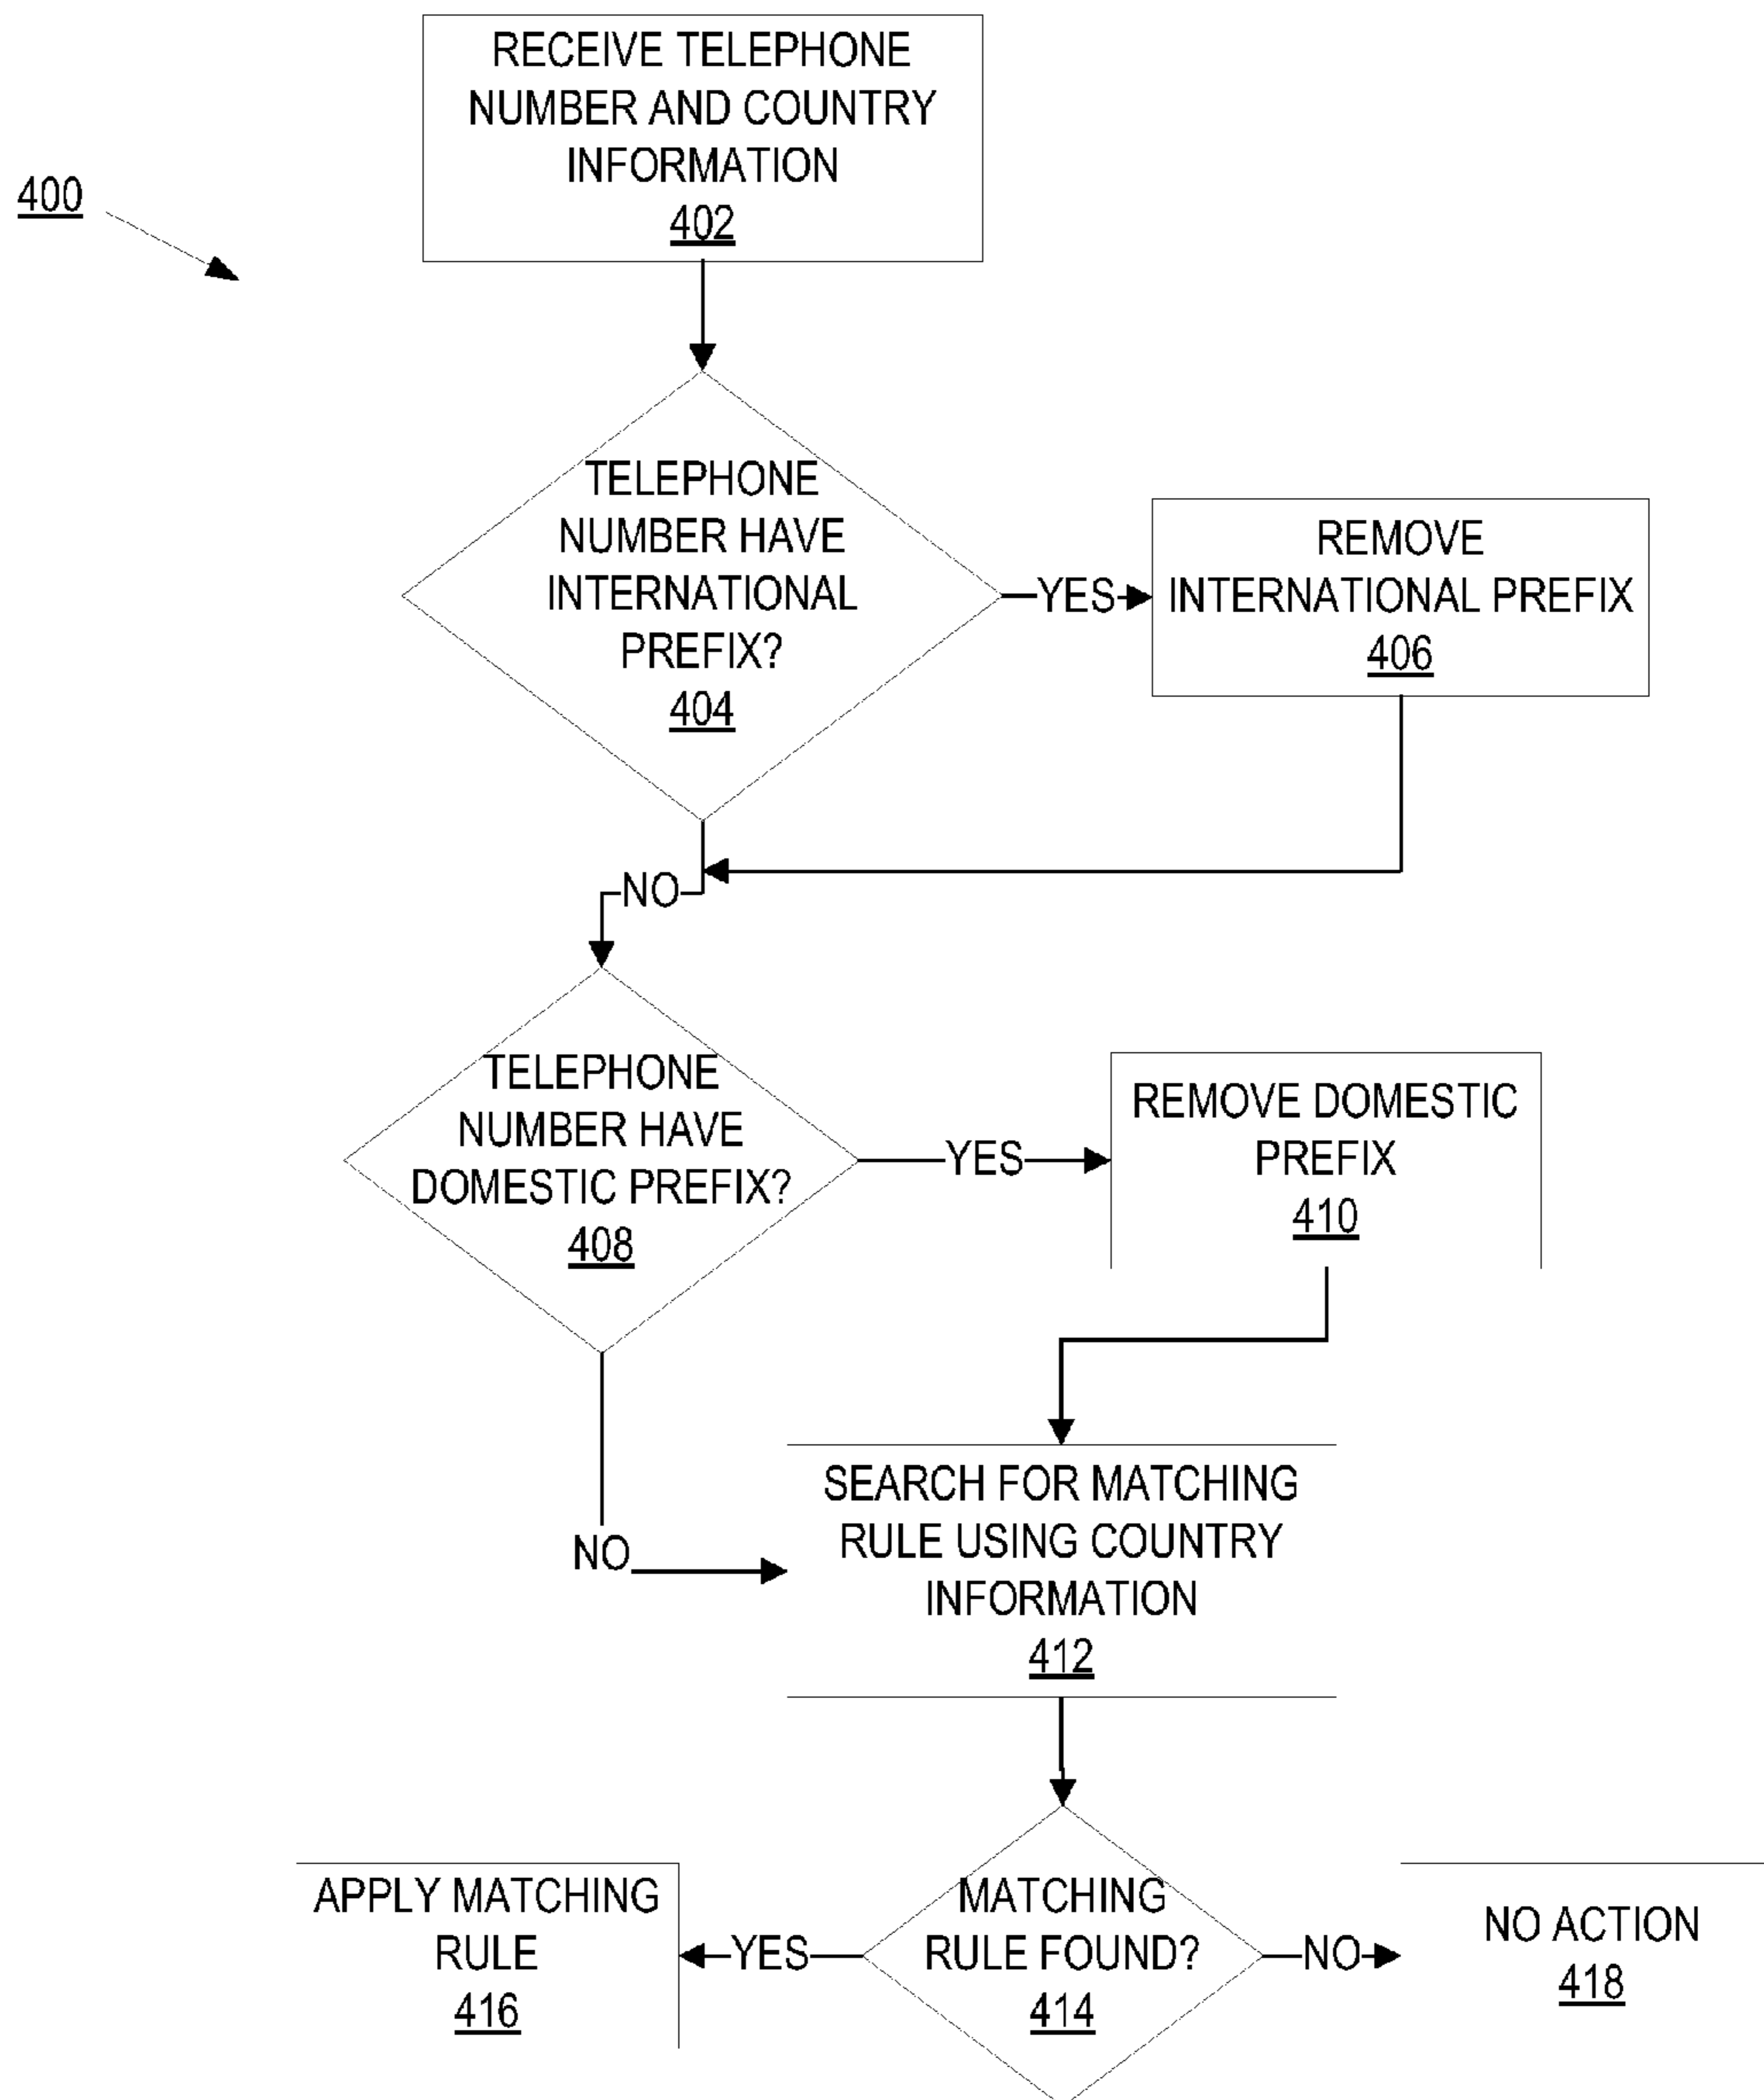 RECEIVE TELEPHONE
NUMBER AND COUNTRY
INFORMATION
402
400
TELEPHONE
NUMBER HAVE
INTERNATIONAL
PREFIX?
404
YES
REMOVE
INTERNATIONAL PREFIX
406
NO
TELEPHONE
NUMBER HAVE
DOMESTIC PREFIX?
408
YES
REMOVE DOMESTIC
PREFIX
410
NO
SEARCH FOR MATCHING
RULE USING COUNTRY
INFORMATION
412
MATCHING
RULE FOUND?
414
YES
APPLY MATCHING
RULE
416
NO
NO ACTION
418